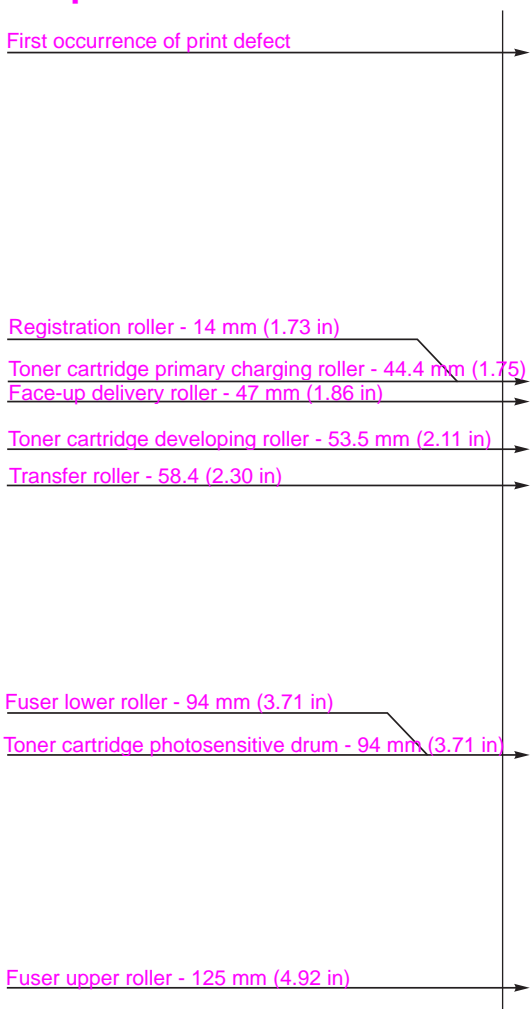 First occurrence of print defect
Registration roller - 14 mm (1.73 in)
Toner cartridge primary charging roller - 44.4 mm (1.75)
Face-up delivery roller - 47 mm (1.86 in)
Toner cartridge developing roller - 53.5 mm (2.11 in)
Transfer roller - 58.4 (2.30 in)
Fuser lower roller - 94 mm (3.71 in)
Toner cartridge photosensitive drum - 94 mm (3.71 in)
Fuser upper roller - 125 mm (4.92 in)